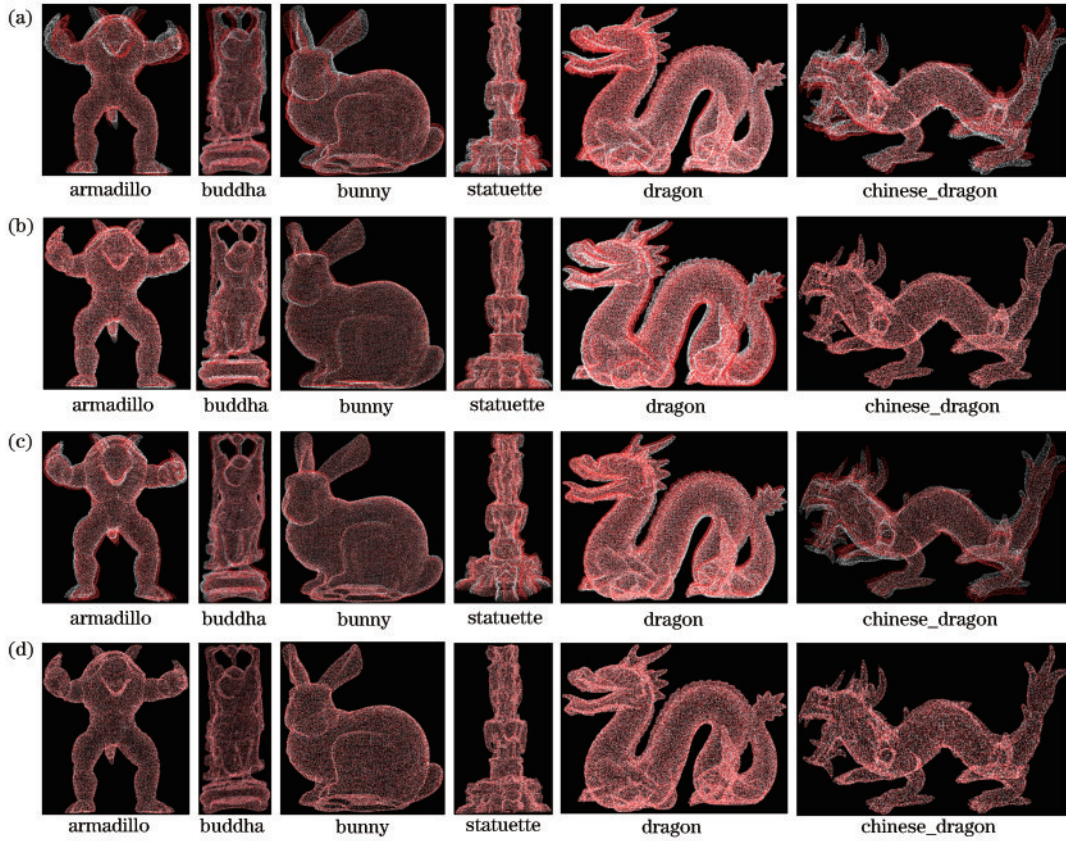 (a)
armadillo buddha bunny statuette dragon chinese_dragon
(b)
armadillo buddha bunny statuette dragon chinese_dragon
(c)
armadillo buddha bunny statuette dragon chinese_dragon
(d)
armadillo buddha bunny statuette dragon chinese_dragon